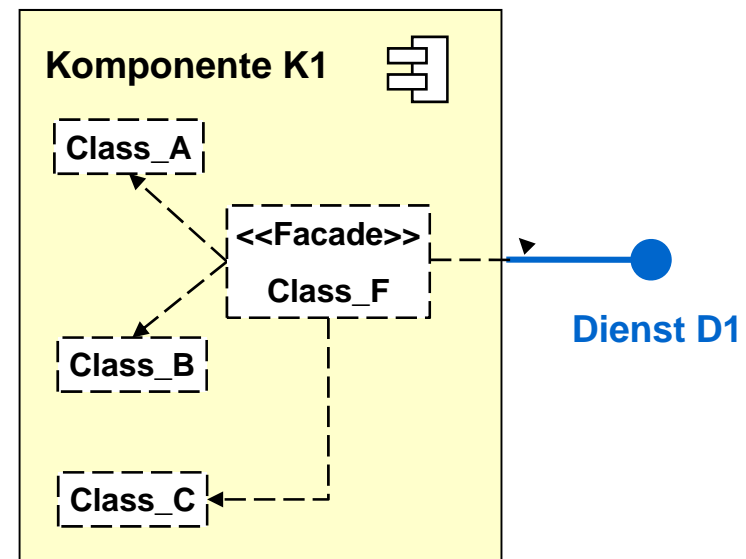 Komponente K1
Class_A
<<Facade>>
Class_F
Dienst D1
Class_B
Class_C